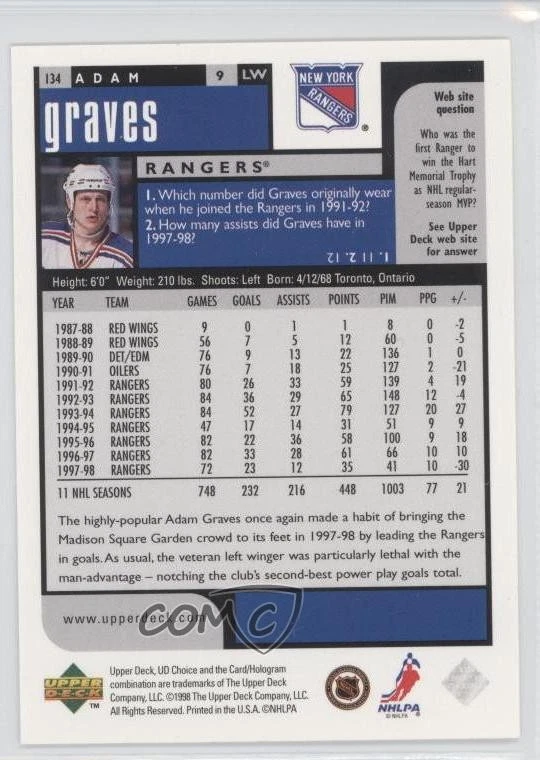 134 ADAM 9 LW
graves
NEW YORK
RANGERS
®
RANGERS®
1. Which number did Graves originally wear
when he joined the Rangers in 1991-92?
2. How many assists did Graves have in
1997-98?
1. 11 2. 12
Web site
question
Who was the
first Ranger to
win the Hart
Memorial Trophy
as NHL regular-
season MVP?
See Upper
Deck web site
for answer
Height: 6'0" Weight: 210 lbs. Shoots: Left Born: 4/12/68 Toronto, Ontario
YEAR TEAM GAMES GOALS ASSISTS POINTS PIM PPG +/-
1987-88 RED WINGS 9 0 1 1 8 0 -2
1988-89 RED WINGS 56 7 5 12 60 0 -5
1989-90 DET/EDM 76 9 13 22 136 1 0
1990-91 OILERS 76 7 18 25 127 2 -21
1991-92 RANGERS 80 26 33 59 139 4 19
1992-93 RANGERS 84 36 29 65 148 12 -4
1993-94 RANGERS 84 52 27 79 127 20 27
1994-95 RANGERS 47 17 14 31 51 9 9
1995-96 RANGERS 82 22 36 58 100 9 18
1996-97 RANGERS 82 33 28 61 66 10 10
1997-98 RANGERS 72 23 12 35 41 10 -30
11 NHL SEASONS 748 232 216 448 1003 77 21
The highly-popular Adam Graves once again made a habit of bringing the
Madison Square Garden crowd to its feet in 1997-98 by leading the Rangers
in goals. As usual, the veteran left winger was particularly lethal with the
man-advantage – notching the club's second-best power play goals total.
www.upperdeck.com
COMC
UPPER
DECK
™
Upper Deck, UD Choice and the Card/Hologram
combination are trademarks of The Upper Deck
Company, LLC. ©1998 The Upper Deck Company, LLC.
All Rights Reserved. Printed in the U.S.A. ©NHLPA
NHL
NHLPA
© NHLPA